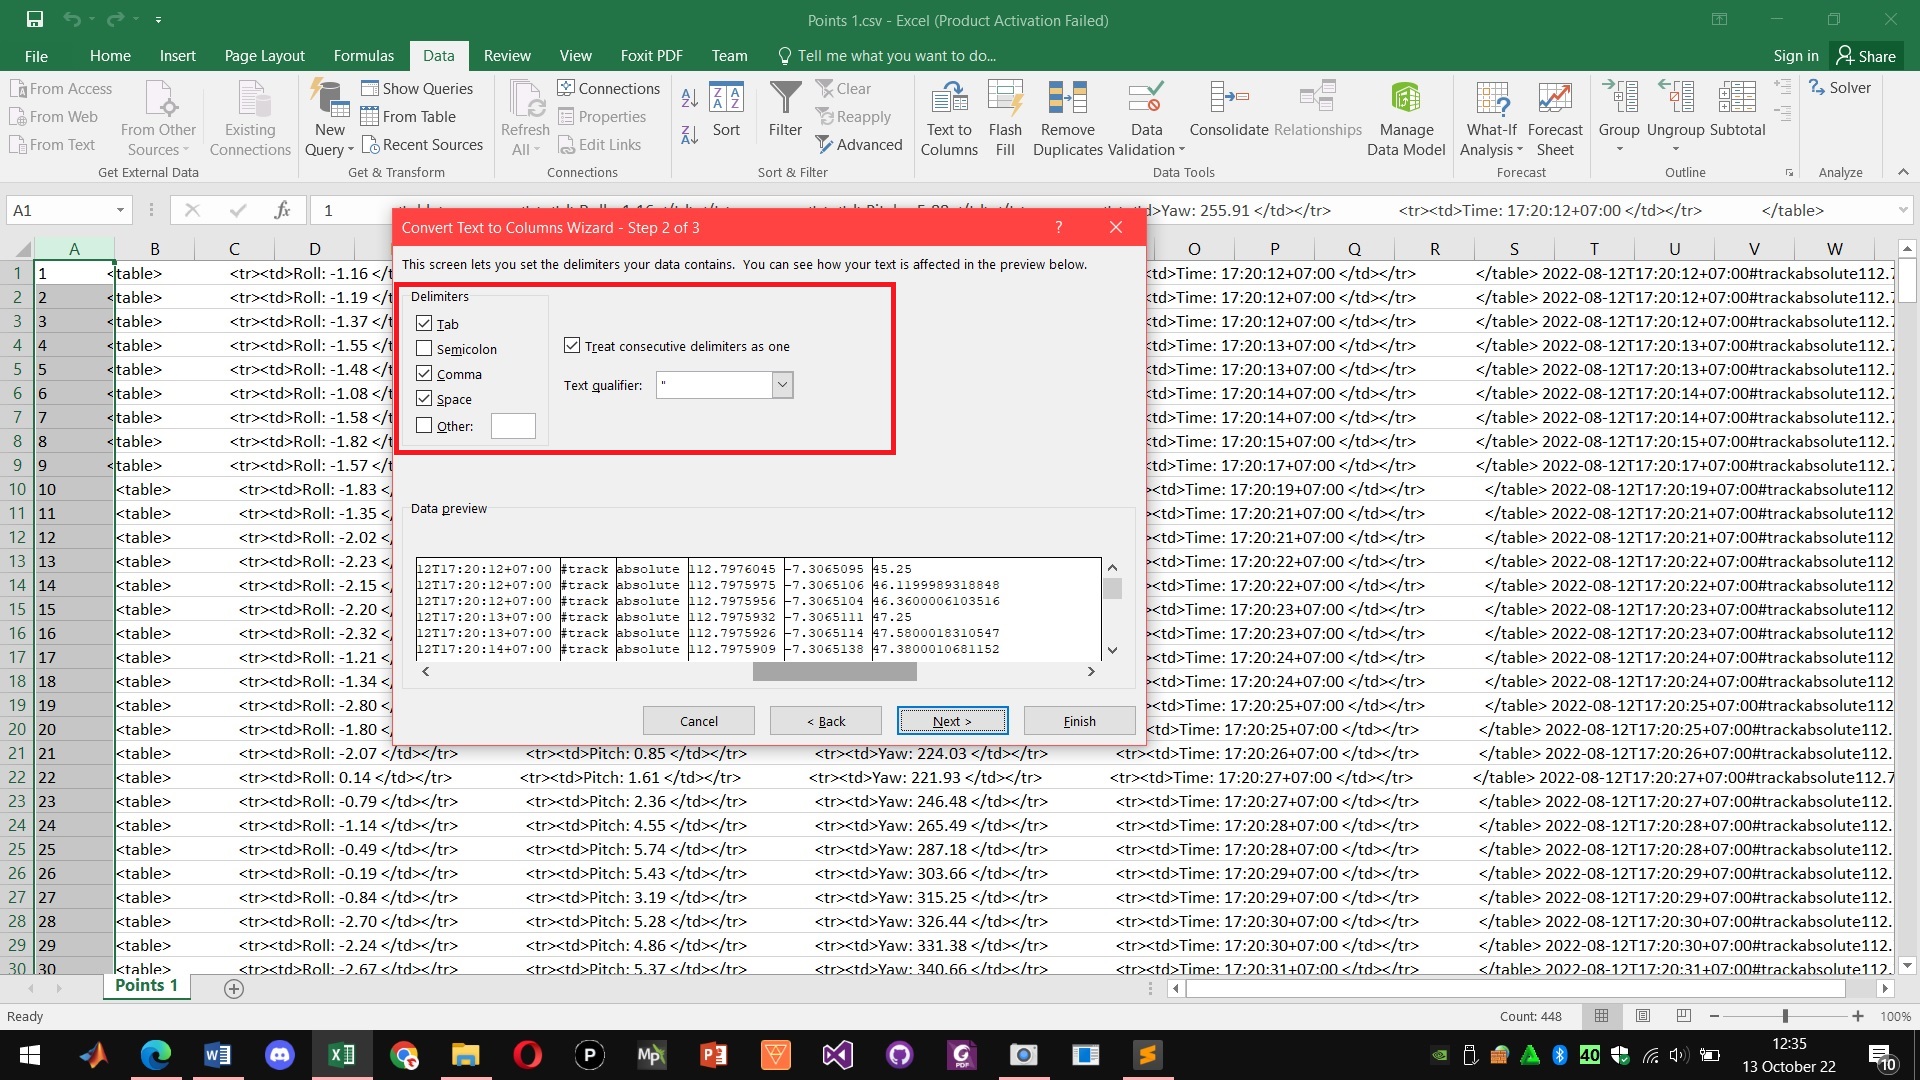 Points 1.csv - Excel (Product Activation Failed)
File Home Insert Page Layout Formulas Data Review View Foxit PDF Team Tell me what you want to do... Sign in Share
From Access
From Web
From Text
From Other Sources
Existing Connections
Get External Data
New Query
Show Queries
From Table
Recent Sources
Get & Transform
Refresh All
Connections
Properties
Edit Links
Connections
Sort
Filter
Clear
Reapply
Advanced
Sort & Filter
Text to Columns
Flash Fill
Remove Duplicates
Data Validation
Consolidate
Relationships
Manage Data Model
Data Tools
What-If Analysis
Forecast Sheet
Forecast
Group
Ungroup
Subtotal
Outline
Solver
Analyze
A1 fx 1 Yaw: 255.91 </td></tr> <tr><td>Time: 17:20:12+07:00 </td></tr> </table>
A B C D O P Q R S T U V W
Convert Text to Columns Wizard - Step 2 of 3 ?
This screen lets you set the delimiters your data contains. You can see how your text is affected in the preview below.
Delimiters
Tab
Semicolon
Comma
Space
Other:
Treat consecutive delimiters as one
Text qualifier: "
Data preview
12T17:20:12+07:00 #track absolute 112.7976045 -7.3065095 45.25
12T17:20:12+07:00 #track absolute 112.7975975 -7.3065106 46.1199989318848
12T17:20:12+07:00 #track absolute 112.7975956 -7.3065104 46.3600006103516
12T17:20:13+07:00 #track absolute 112.7975932 -7.3065111 47.25
12T17:20:13+07:00 #track absolute 112.7975926 -7.3065114 47.5800018310547
12T17:20:14+07:00 #track absolute 112.7975909 -7.3065138 47.3800010681152
Cancel < Back Next > Finish
1 1 <table> <tr><td>Roll: -1.16 <td>Time: 17:20:12+07:00 </td></tr> </table> 2022-08-12T17:20:12+07:00#trackabsolute112.7
2 2 <table> <tr><td>Roll: -1.19 <td>Time: 17:20:12+07:00 </td></tr> </table> 2022-08-12T17:20:12+07:00#trackabsolute112.7
3 3 <table> <tr><td>Roll: -1.37 <td>Time: 17:20:12+07:00 </td></tr> </table> 2022-08-12T17:20:12+07:00#trackabsolute112.7
4 4 <table> <tr><td>Roll: -1.55 <td>Time: 17:20:13+07:00 </td></tr> </table> 2022-08-12T17:20:13+07:00#trackabsolute112.7
5 5 <table> <tr><td>Roll: -1.48 <td>Time: 17:20:13+07:00 </td></tr> </table> 2022-08-12T17:20:13+07:00#trackabsolute112.7
6 6 <table> <tr><td>Roll: -1.08 <td>Time: 17:20:14+07:00 </td></tr> </table> 2022-08-12T17:20:14+07:00#trackabsolute112.7
7 7 <table> <tr><td>Roll: -1.58 <td>Time: 17:20:14+07:00 </td></tr> </table> 2022-08-12T17:20:14+07:00#trackabsolute112.7
8 8 <table> <tr><td>Roll: -1.82 <td>Time: 17:20:15+07:00 </td></tr> </table> 2022-08-12T17:20:15+07:00#trackabsolute112.7
9 9 <table> <tr><td>Roll: -1.57 <td>Time: 17:20:17+07:00 </td></tr> </table> 2022-08-12T17:20:17+07:00#trackabsolute112.7
10 10 <table> <tr><td>Roll: -1.83 <td>Time: 17:20:19+07:00 </td></tr> </table> 2022-08-12T17:20:19+07:00#trackabsolute112
11 11 <table> <tr><td>Roll: -1.35 <td>Time: 17:20:21+07:00 </td></tr> </table> 2022-08-12T17:20:21+07:00#trackabsolute112
12 12 <table> <tr><td>Roll: -2.02 <td>Time: 17:20:21+07:00 </td></tr> </table> 2022-08-12T17:20:21+07:00#trackabsolute112
13 13 <table> <tr><td>Roll: -2.23 <td>Time: 17:20:22+07:00 </td></tr> </table> 2022-08-12T17:20:22+07:00#trackabsolute112
14 14 <table> <tr><td>Roll: -2.15 <td>Time: 17:20:22+07:00 </td></tr> </table> 2022-08-12T17:20:22+07:00#trackabsolute112
15 15 <table> <tr><td>Roll: -2.20 <td>Time: 17:20:23+07:00 </td></tr> </table> 2022-08-12T17:20:23+07:00#trackabsolute112
16 16 <table> <tr><td>Roll: -2.32 <td>Time: 17:20:23+07:00 </td></tr> </table> 2022-08-12T17:20:23+07:00#trackabsolute112
17 17 <table> <tr><td>Roll: -1.21 <td>Time: 17:20:24+07:00 </td></tr> </table> 2022-08-12T17:20:24+07:00#trackabsolute112
18 18 <table> <tr><td>Roll: -1.34 <td>Time: 17:20:24+07:00 </td></tr> </table> 2022-08-12T17:20:24+07:00#trackabsolute112
19 19 <table> <tr><td>Roll: -2.80 <td>Time: 17:20:25+07:00 </td></tr> </table> 2022-08-12T17:20:25+07:00#trackabsolute112
20 20 <table> <tr><td>Roll: -1.80 <td>Time: 17:20:25+07:00 </td></tr> </table> 2022-08-12T17:20:25+07:00#trackabsolute112
21 21 <table> <tr><td>Roll: -2.07 </td></tr> <tr><td>Pitch: 0.85 </td></tr> <tr><td>Yaw: 224.03 </td></tr> <tr><td>Time: 17:20:26+07:00 </td></tr> </table> 2022-08-12T17:20:26+07:00#trackabsolute112
22 22 <table> <tr><td>Roll: 0.14 </td></tr> <tr><td>Pitch: 1.61 </td></tr> <tr><td>Yaw: 221.93 </td></tr> <tr><td>Time: 17:20:27+07:00 </td></tr> </table> 2022-08-12T17:20:27+07:00#trackabsolute112.7
23 23 <table> <tr><td>Roll: -0.79 </td></tr> <tr><td>Pitch: 2.36 </td></tr> <tr><td>Yaw: 246.48 </td></tr> <tr><td>Time: 17:20:27+07:00 </td></tr> </table> 2022-08-12T17:20:27+07:00#trackabsolute112.
24 24 <table> <tr><td>Roll: -1.14 </td></tr> <tr><td>Pitch: 4.55 </td></tr> <tr><td>Yaw: 265.49 </td></tr> <tr><td>Time: 17:20:28+07:00 </td></tr> </table> 2022-08-12T17:20:28+07:00#trackabsolute112.
25 25 <table> <tr><td>Roll: -0.49 </td></tr> <tr><td>Pitch: 5.74 </td></tr> <tr><td>Yaw: 287.18 </td></tr> <tr><td>Time: 17:20:28+07:00 </td></tr> </table> 2022-08-12T17:20:28+07:00#trackabsolute112.
26 26 <table> <tr><td>Roll: -0.19 </td></tr> <tr><td>Pitch: 5.43 </td></tr> <tr><td>Yaw: 303.66 </td></tr> <tr><td>Time: 17:20:29+07:00 </td></tr> </table> 2022-08-12T17:20:29+07:00#trackabsolute112.
27 27 <table> <tr><td>Roll: -0.84 </td></tr> <tr><td>Pitch: 3.19 </td></tr> <tr><td>Yaw: 315.25 </td></tr> <tr><td>Time: 17:20:29+07:00 </td></tr> </table> 2022-08-12T17:20:29+07:00#trackabsolute112.
28 28 <table> <tr><td>Roll: -2.70 </td></tr> <tr><td>Pitch: 5.28 </td></tr> <tr><td>Yaw: 326.44 </td></tr> <tr><td>Time: 17:20:30+07:00 </td></tr> </table> 2022-08-12T17:20:30+07:00#trackabsolute112.
29 29 <table> <tr><td>Roll: -2.24 </td></tr> <tr><td>Pitch: 4.86 </td></tr> <tr><td>Yaw: 331.38 </td></tr> <tr><td>Time: 17:20:30+07:00 </td></tr> </table> 2022-08-12T17:20:30+07:00#trackabsolute112.
30 30 <table> <tr><td>Roll: -2.67 </td></tr> <tr><td>Pitch: 5.37 </td></tr> <tr><td>Yaw: 340.66 </td></tr> <tr><td>Time: 17:20:31+07:00 </td></tr> </table> 2022-08-12T17:20:31+07:00#trackabsolute112.
Points 1
Ready Count: 448 100%
12:35
13 October 22
40
10